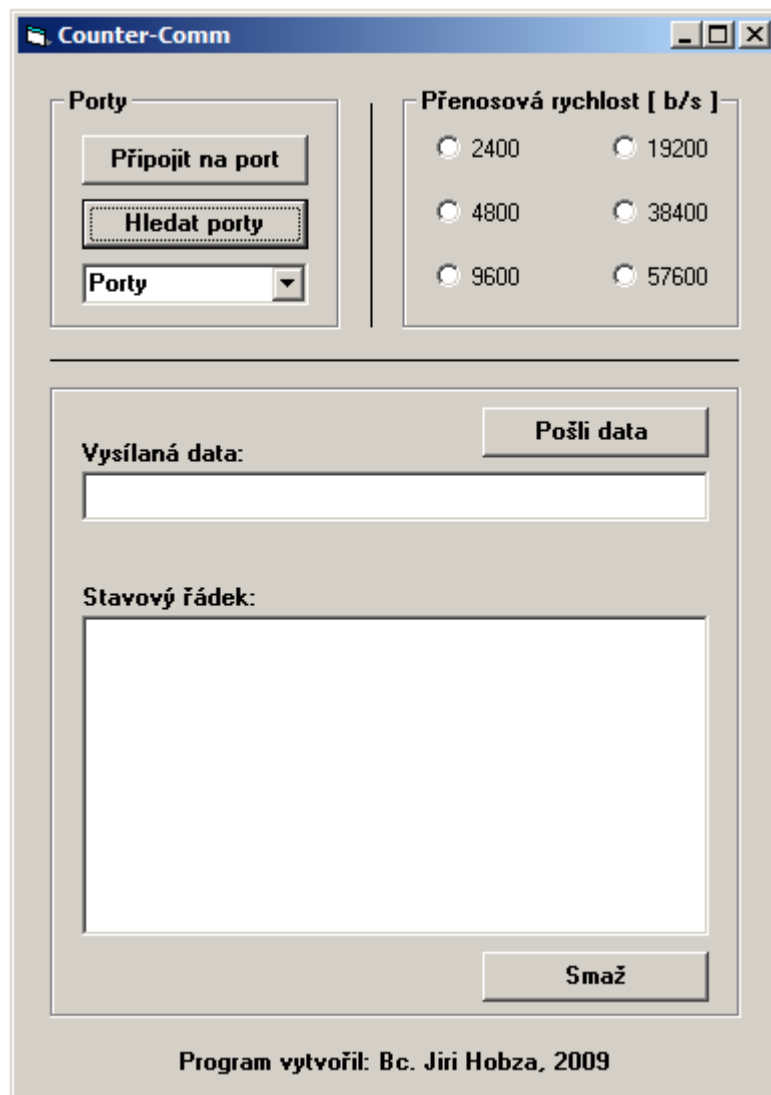 Counter-Comm
Porty
Připojit na port
Hledat porty
Porty
Přenosová rychlost [ b/s ]
2400
19200
4800
38400
9600
57600
Pošli data
Vysílaná data:
Stavový řádek:
Smaž
Program vytvořil: Bc. Jiri Hobza, 2009